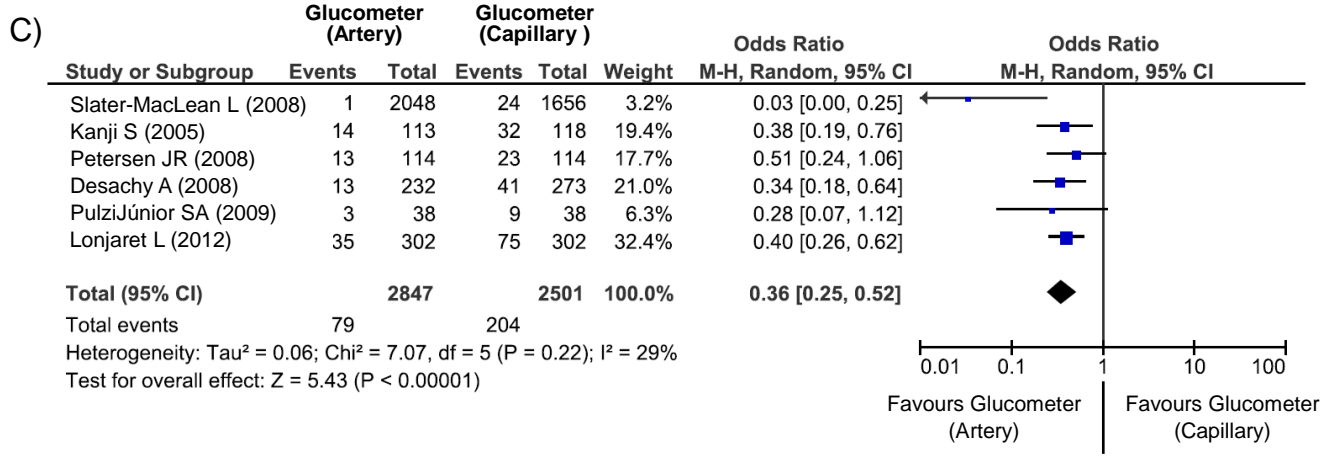 C)
Glucometer (Artery) Glucometer (Capillary )
Odds Ratio Odds Ratio
Study or Subgroup Events Total Events Total Weight M-H, Random, 95% CI M-H, Random, 95% CI
Slater-MacLean L (2008) 1 2048 24 1656 3.2% 0.03 [0.00, 0.25]
Kanji S (2005) 14 113 32 118 19.4% 0.38 [0.19, 0.76]
Petersen JR (2008) 13 114 23 114 17.7% 0.51 [0.24, 1.06]
Desachy A (2008) 13 232 41 273 21.0% 0.34 [0.18, 0.64]
PulziJúnior SA (2009) 3 38 9 38 6.3% 0.28 [0.07, 1.12]
Lonjaret L (2012) 35 302 75 302 32.4% 0.40 [0.26, 0.62]
Total (95% CI) 2847 2501 100.0% 0.36 [0.25, 0.52]
Total events 79 204
Heterogeneity: Tau² = 0.06; Chi² = 7.07, df = 5 (P = 0.22); I² = 29%
Test for overall effect: Z = 5.43 (P < 0.00001)
0.01 0.1 1 10 100
Favours Glucometer (Artery) Favours Glucometer (Capillary)